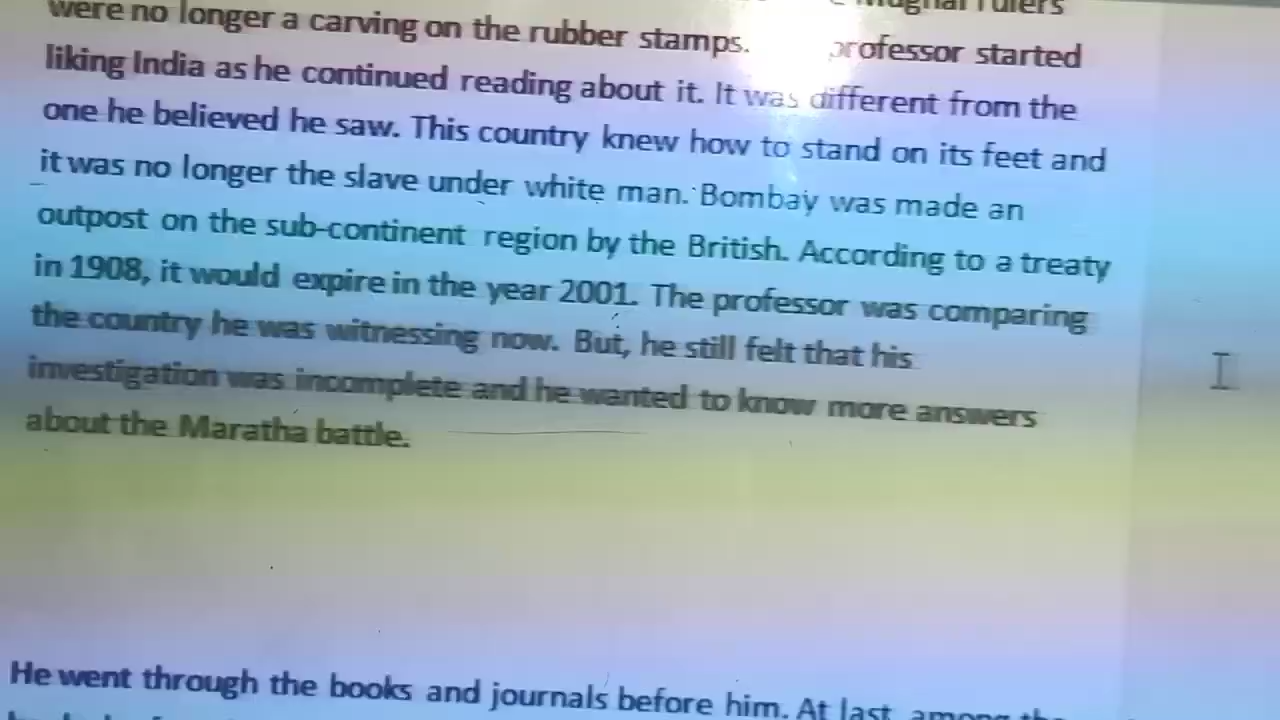 Mughal rulers
were no longer a carving on the rubber stamps. professor started
liking India as he continued reading about it. It was different from the
one he believed he saw. This country knew how to stand on its feet and
it was no longer the slave under white man. Bombay was made an
outpost on the sub-continent region by the British. According to a treaty
in 1908, it would expire in the year 2001. The professor was comparing
the country he was witnessing now. But, he still felt that his
investigation was incomplete and he wanted to know more answers
about the Maratha battle.
He went through the books and journals before him. At last, among the